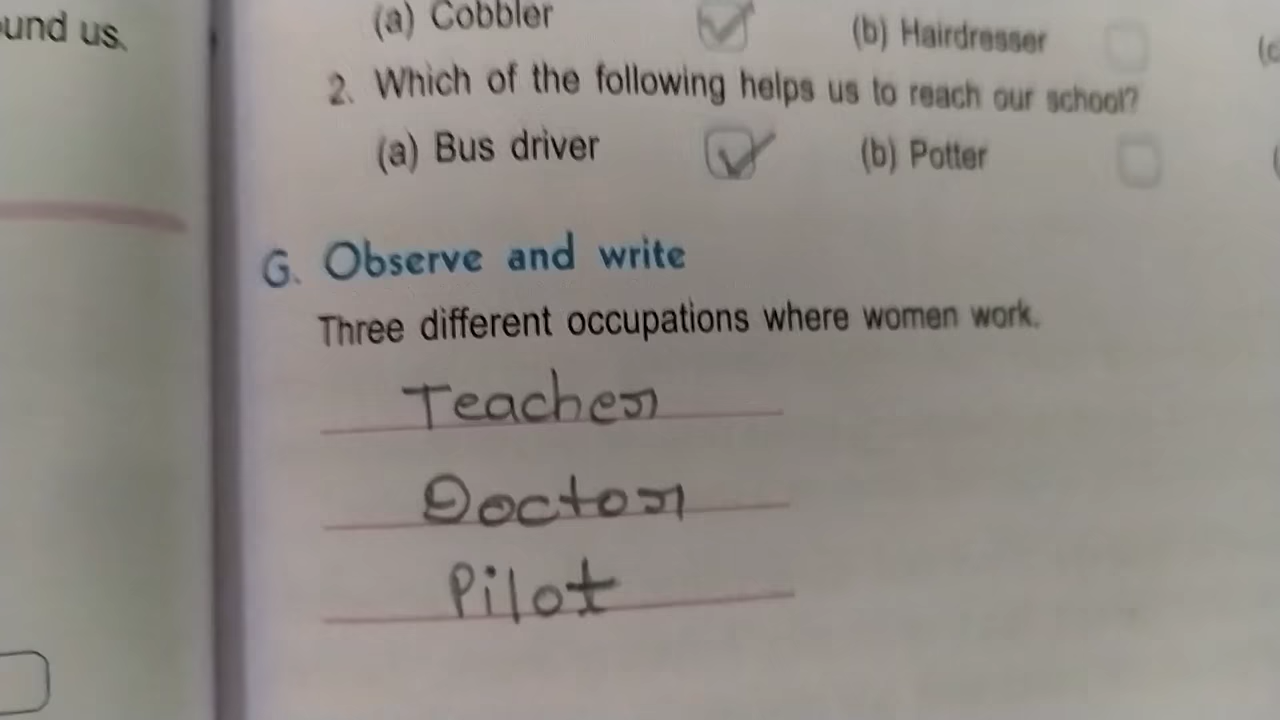 ound us.
(a) Cobbler (b) Hairdresser
2. Which of the following helps us to reach our school?
(a) Bus driver (b) Potter
G. Observe and write
Three different occupations where women work.
Teacher
Doctor
Pilot